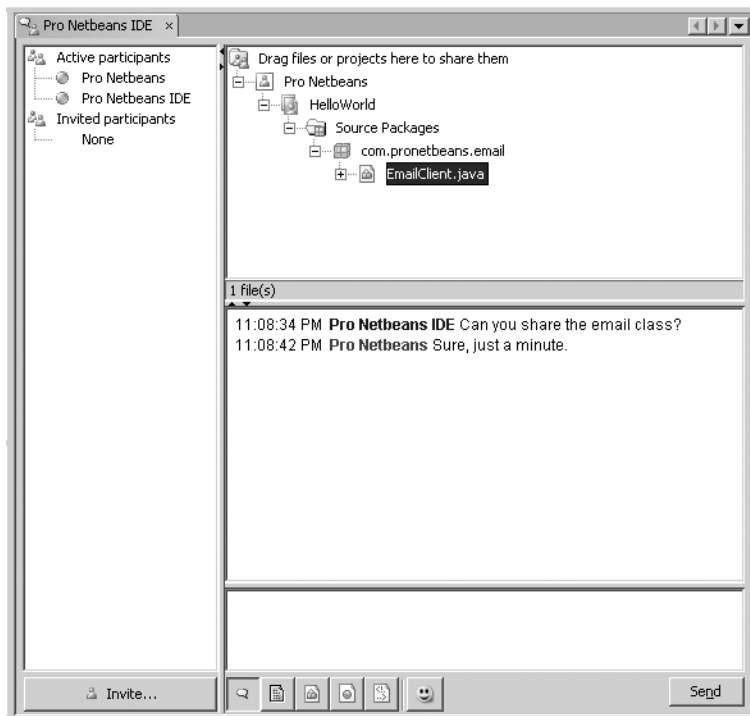 Pro Netbeans IDE
Active participants
Pro Netbeans
Pro Netbeans IDE
Invited participants
None
Invite...
Drag files or projects here to share them
Pro Netbeans
HelloWorld
Source Packages
com.pronetbeans.email
EmailClient.java
1 file(s)
11:08:34 PM Pro Netbeans IDE Can you share the email class?
11:08:42 PM Pro Netbeans Sure, just a minute.
Send